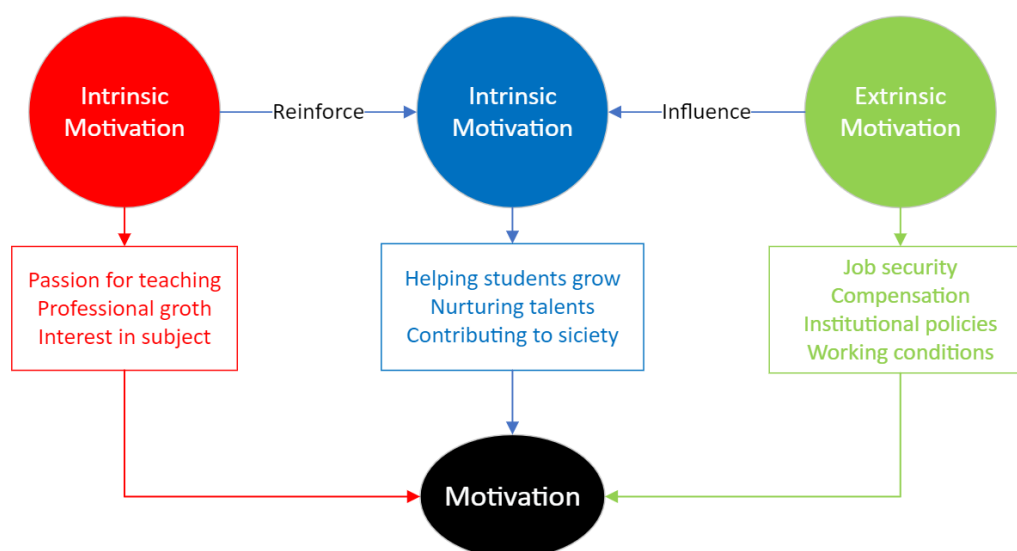 Intrinsic
Motivation
Reinforce
Intrinsic
Motivation
Influence
Extrinsic
Motivation
Passion for teaching
Professional groth
Interest in subject
Helping students grow
Nurturing talents
Contributing to siciety
Job security
Compensation
Institutional policies
Working conditions
Motivation